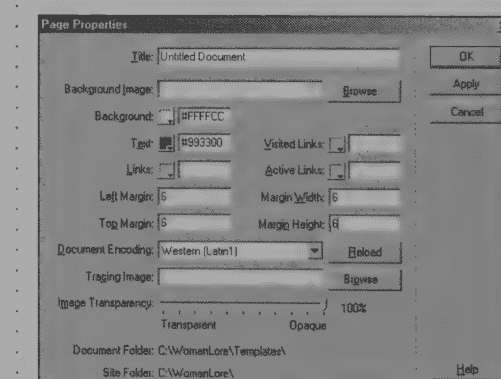 Page Properties
Title: Untitled Document OK
Background Image: Browse Apply
Background: #FFFFCC Cancel
Text: #993300 Visited Links:
Links: Active Links:
Left Margin: 6 Margin Width: 6
Top Margin: 6 Margin Height: 6
Document Encoding: Western (Latin1) Reload
Tracing Image: Browse
Image Transparency: 100%
Transparent Opaque
Document Folder: C:\WomanLore\Templates\
Site Folder: C:\WomanLore\ Help